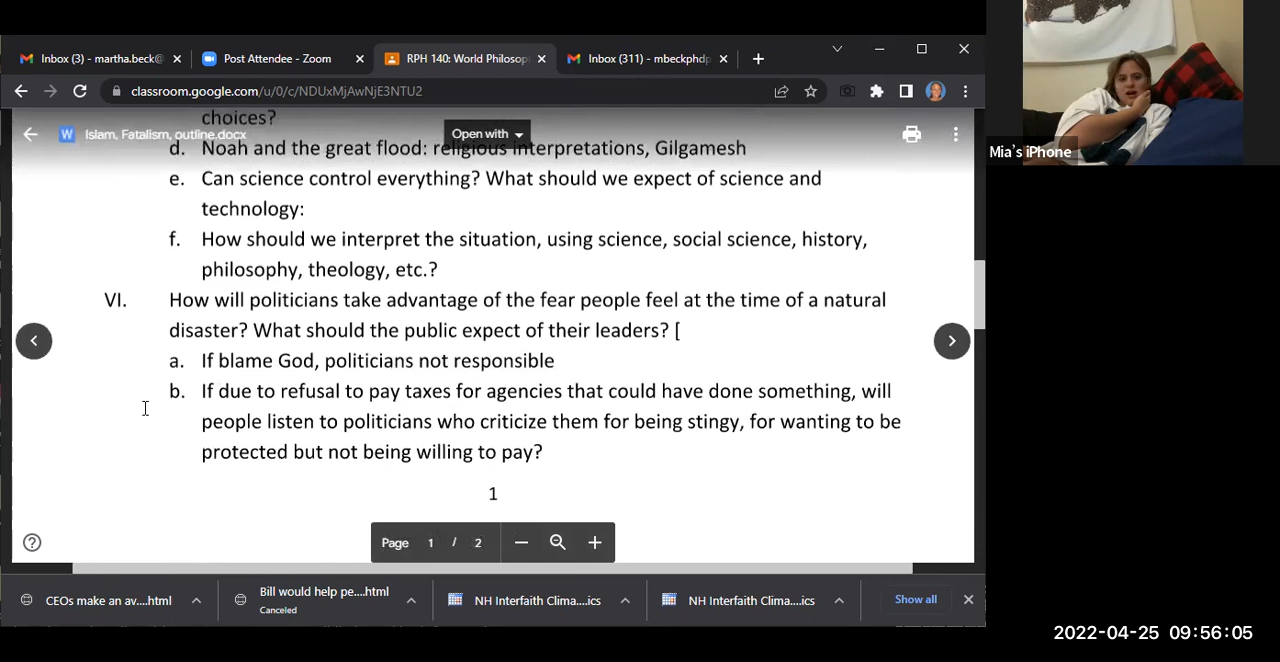 Inbox (3) - martha.beck@
Post Attendee - Zoom
RPH 140: World Philosop
Inbox (311) - mbeckphdp
classroom.google.com/u/0/c/NDUxMjAwNjE3NTU2
choices?
Islam, Fatalism, outline.docx
Open with
d. Noah and the great flood: religious interpretations, Gilgamesh
e. Can science control everything? What should we expect of science and
technology:
f. How should we interpret the situation, using science, social science, history,
philosophy, theology, etc.?
VI. How will politicians take advantage of the fear people feel at the time of a natural
disaster? What should the public expect of their leaders? [
a. If blame God, politicians not responsible
b. If due to refusal to pay taxes for agencies that could have done something, will
people listen to politicians who criticize them for being stingy, for wanting to be
protected but not being willing to pay?
1
Page 1 / 2
CEOs make an av....html
Bill would help pe....html
Canceled
NH Interfaith Clima....ics
NH Interfaith Clima....ics
Show all
Mia's iPhone
2022-04-25 09:56:05